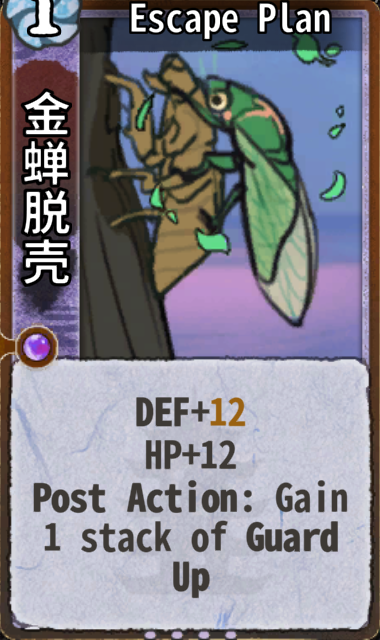 1
Escape Plan
金蝉脱壳
DEF+12
HP+12
Post Action: Gain
1 stack of Guard
Up